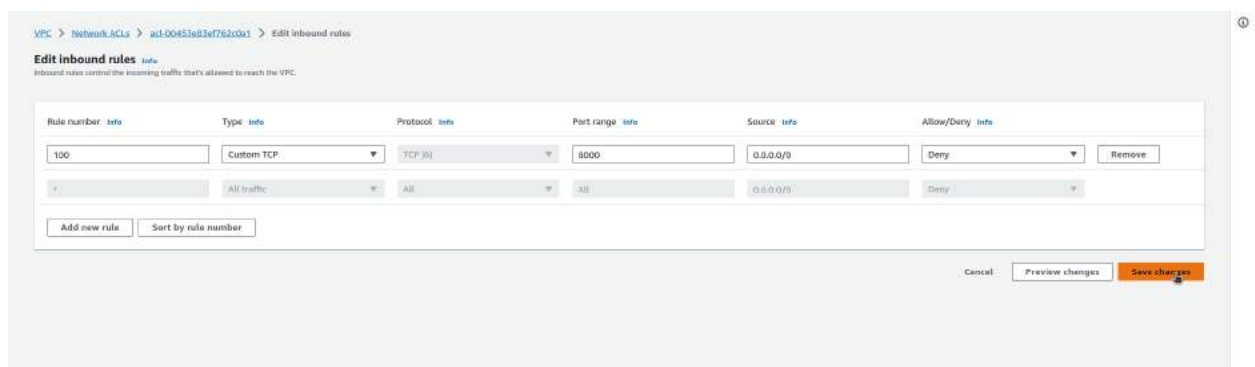 VPC > Network ACLs > acl-00453e83ef762c0a1 > Edit inbound rules
Edit inbound rules Info
Inbound rules control the incoming traffic that's allowed to reach the VPC.
Rule number Info Type Info Protocol Info Port range Info Source Info Allow/Deny Info
100 Custom TCP TCP (6) 8000 0.0.0.0/0 Deny Remove
* All traffic All All 0.0.0.0/0 Deny
Add new rule Sort by rule number
Cancel Preview changes Save changes